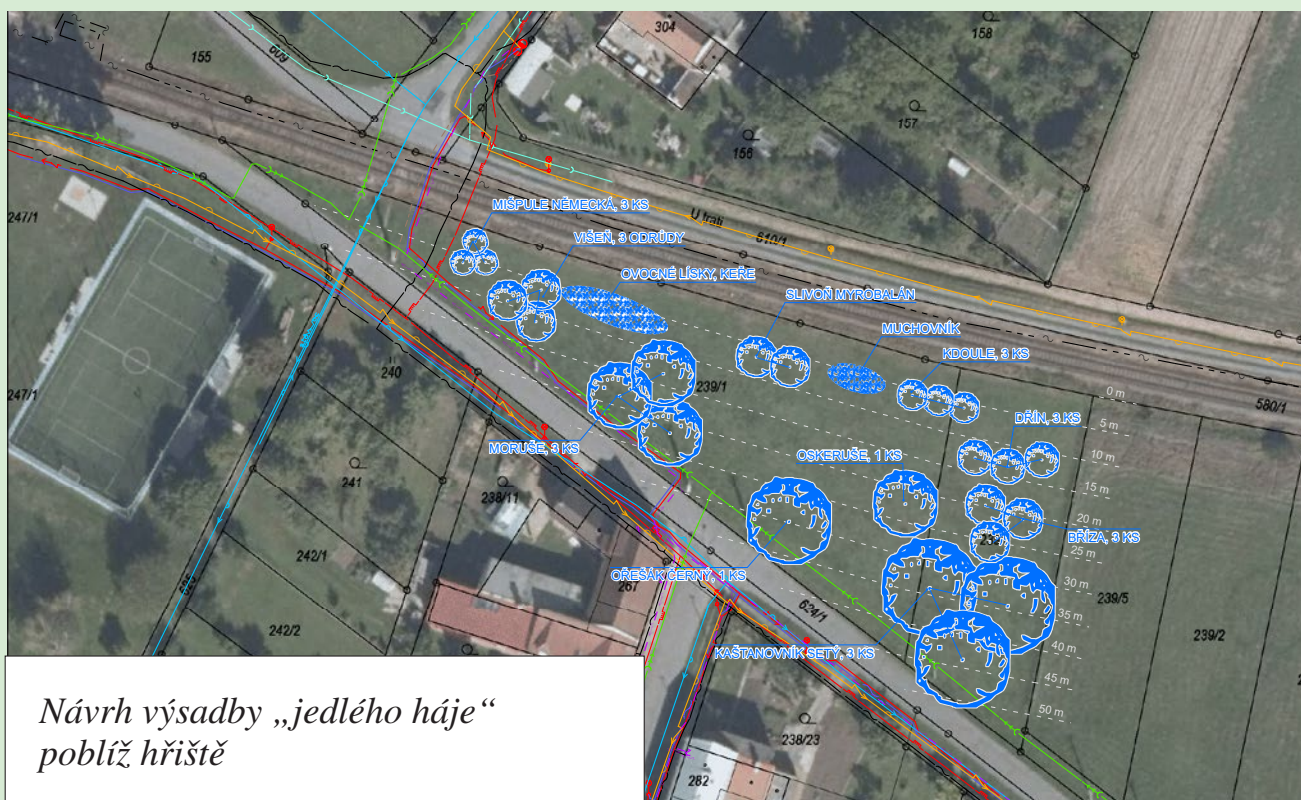 304
158
155
609
157
156
247/1
MIŠPULE NĚMECKÁ, 3 KS
U trati
610/1
VIŠEŇ, 3 ODRŮDY
OVOCNÉ LÍSKY, KEŘE
SLIVOŇ MYROBALÁN
MUCHOVNÍK
KDOULE, 3 KS
240
239/1
247/1
0 m
580/1
5 m
DŘÍN, 3 KS
MORUŠE, 3 KS
10 m
OSKERUŠE, 1 KS
241
238/11
15 m
20 m
BŘÍZA, 3 KS
242/1
25 m
OŘEŠÁK ČERNÝ, 1 KS
267
30 m
624/1
239/5
35 m
242/2
239/2
KAŠTANOVNÍK SETÝ, 3 KS
40 m
45 m
50 m
Návrh výsadby „jedlého háje“
poblíž hřiště
238/23
282